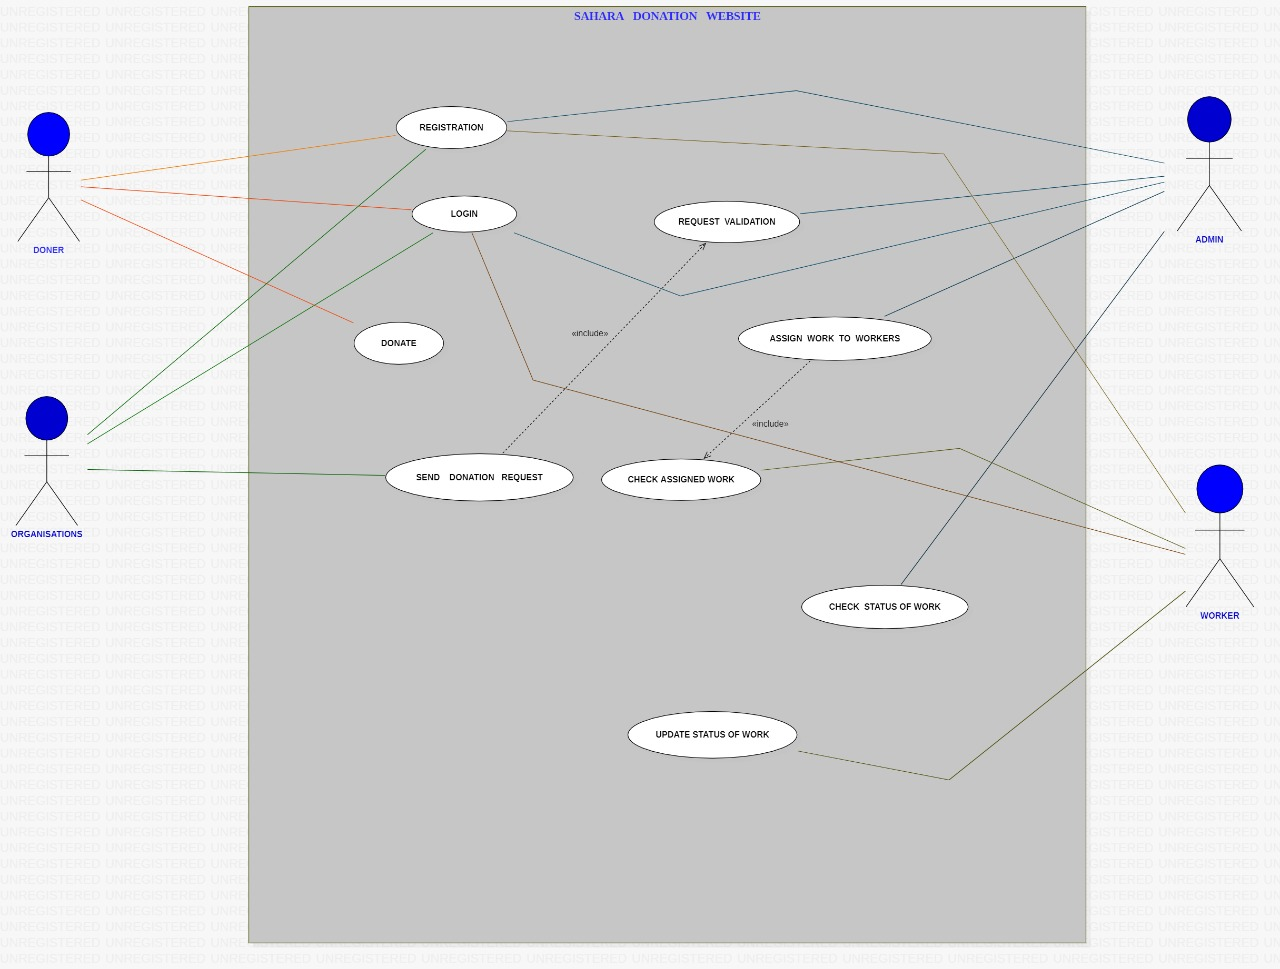 SAHARA DONATION WEBSITE
REGISTRATION
LOGIN
REQUEST VALIDATION
DONER
ADMIN
«include»
DONATE
ASSIGN WORK TO WORKERS
«include»
SEND DONATION REQUEST
CHECK ASSIGNED WORK
ORGANISATIONS
CHECK STATUS OF WORK
WORKER
UPDATE STATUS OF WORK
UNREGISTERED